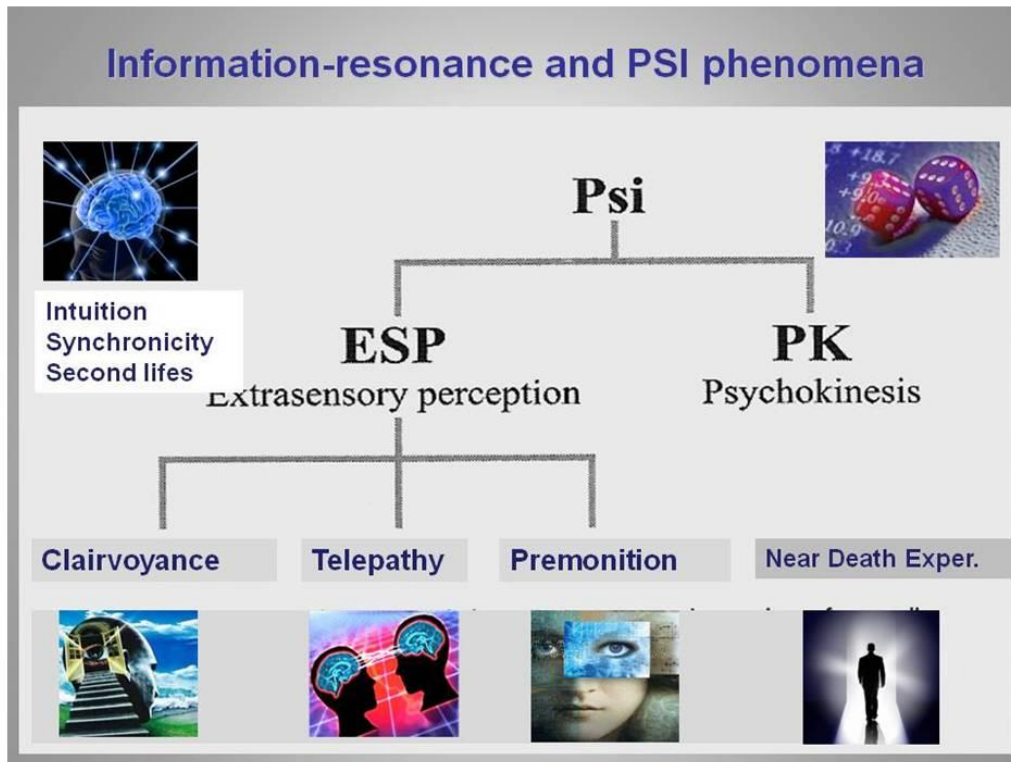 Information-resonance and PSI phenomena
Psi
Intuition
Synchronicity
Second lifes
ESP
Extrasensory perception
PK
Psychokinesis
Clairvoyance
Telepathy
Premonition
Near Death Exper.